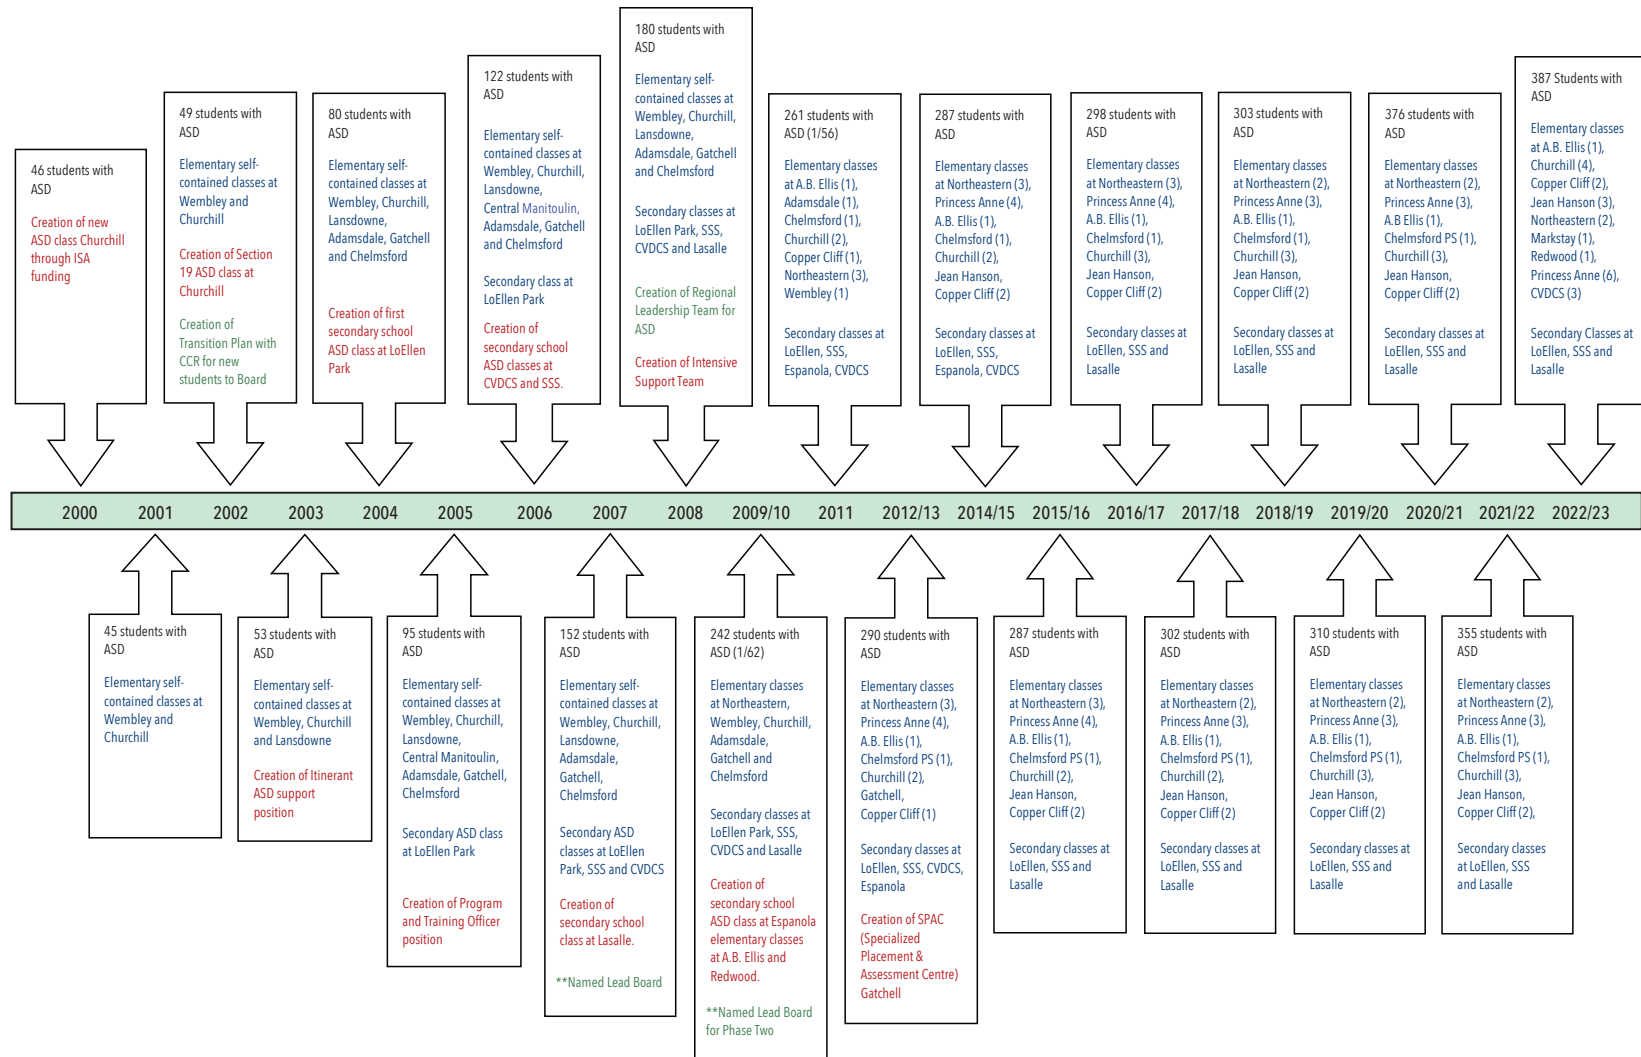 46 students with
ASD
Creation of new
ASD class Churchill
through ISA
funding
49 students with
ASD
Elementary self-
contained classes at
Wembley and
Churchill
Creation of Section
19 ASD class at
Churchill
Creation of
Transition Plan with
CCR for new
students to Board
80 students with
ASD
Elementary self-
contained classes at
Wembley, Churchill,
Lansdowne,
Adamsdale, Gatchell
and Chelmsford
Creation of first
secondary school
ASD class at LoEllen
Park
122 students with
ASD
Elementary self-
contained classes at
Wembley, Churchill,
Lansdowne,
Central Manitoulin,
Adamsdale, Gatchell
and Chelmsford
Secondary class at
LoEllen Park
Creation of
secondary school
ASD classes at
CVDCS and SSS.
180 students with
ASD
Elementary self-
contained classes at
Wembley, Churchill,
Lansdowne,
Adamsdale, Gatchell
and Chelmsford
Secondary classes at
LoEllen Park, SSS,
CVDCS and Lasalle
Creation of Regional
Leadership Team for
ASD
Creation of Intensive
Support Team
261 students with
ASD (1/56)
Elementary classes
at A.B. Ellis (1),
Adamsdale (1),
Chelmsford (1),
Churchill (2),
Copper Cliff (1),
Northeastern (3),
Wembley (1)
Secondary classes at
LoEllen, SSS,
Espanola, CVDCS
287 students with
ASD
Elementary classes
at Northeastern (3),
Princess Anne (4),
A.B. Ellis (1),
Chelmsford (1),
Churchill (2),
Jean Hanson,
Copper Cliff (2)
Secondary classes at
LoEllen, SSS,
Espanola, CVDCS
298 students with
ASD
Elementary classes
at Northeastern (3),
Princess Anne (4),
A.B. Ellis (1),
Chelmsford (1),
Churchill (3),
Jean Hanson,
Copper Cliff (2)
Secondary classes at
LoEllen, SSS and
Lasalle
303 students with
ASD
Elementary classes
at Northeastern (2),
Princess Anne (3),
A.B. Ellis (1),
Chelmsford (1),
Churchill (3),
Jean Hanson,
Copper Cliff (2)
Secondary classes at
LoEllen, SSS and
Lasalle
376 students with
ASD
Elementary classes
at Northeastern (2),
Princess Anne (3),
A.B Ellis (1),
Chelmsford PS (1),
Churchill (3),
Jean Hanson,
Copper Cliff (2)
Secondary classes at
LoEllen, SSS and
Lasalle
387 Students with
ASD
Elementary classes
at A.B. Ellis (1),
Churchill (4),
Copper Cliff (2),
Jean Hanson (3),
Northeastern (2),
Markstay (1),
Redwood (1),
Princess Anne (6),
CVDCS (3)
Secondary Classes at
LoEllen, SSS and
Lasalle
2000 2001 2002 2003 2004 2005 2006 2007 2008 2009/10 2011 2012/13 2014/15 2015/16 2016/17 2017/18 2018/19 2019/20 2020/21 2021/22 2022/23
45 students with
ASD
Elementary self-
contained classes at
Wembley and
Churchill
53 students with
ASD
Elementary self-
contained classes at
Wembley, Churchill
and Lansdowne
Creation of Itinerant
ASD support
position
95 students with
ASD
Elementary self-
contained classes at
Wembley, Churchill,
Lansdowne,
Central Manitoulin,
Adamsdale, Gatchell,
Chelmsford
Secondary ASD class
at LoEllen Park
Creation of Program
and Training Officer
position
152 students with
ASD
Elementary self-
contained classes at
Wembley, Churchill,
Lansdowne,
Adamsdale,
Gatchell,
Chelmsford
Secondary ASD
classes at LoEllen
Park, SSS and CVDCS
Creation of
secondary school
class at Lasalle.
**Named Lead Board
242 students with
ASD (1/62)
Elementary classes
at Northeastern,
Wembley, Churchill,
Adamsdale,
Gatchell and
Chelmsford
Secondary classes at
LoEllen Park, SSS,
CVDCS and Lasalle
Creation of
secondary school
ASD class at Espanola
elementary classes
at A.B. Ellis and
Redwood.
**Named Lead Board
for Phase Two
290 students with
ASD
Elementary classes
at Northeastern (3),
Princess Anne (4),
A.B. Ellis (1),
Chelmsford PS (1),
Churchill (2),
Gatchell,
Copper Cliff (1)
Secondary classes at
LoEllen, SSS, CVDCS,
Espanola
Creation of SPAC
(Specialized
Placement &
Assessment Centre)
Gatchell
287 students with
ASD
Elementary classes
at Northeastern (3),
Princess Anne (4),
A.B. Ellis (1),
Chelmsford PS (1),
Churchill (2),
Jean Hanson,
Copper Cliff (2)
Secondary classes at
LoEllen, SSS and
Lasalle
302 students with
ASD
Elementary classes
at Northeastern (2),
Princess Anne (3),
A.B. Ellis (1),
Chelmsford PS (1),
Churchill (2),
Jean Hanson,
Copper Cliff (2)
Secondary classes at
LoEllen, SSS and
Lasalle
310 students with
ASD
Elementary classes
at Northeastern (2),
Princess Anne (3),
A.B. Ellis (1),
Chelmsford PS (1),
Churchill (3),
Jean Hanson,
Copper Cliff (2)
Secondary classes at
LoEllen, SSS and
Lasalle
355 students with
ASD
Elementary classes
at Northeastern (2),
Princess Anne (3),
A.B. Ellis (1),
Chelmsford PS (1),
Churchill (3),
Jean Hanson,
Copper Cliff (2),
Secondary classes
at LoEllen, SSS
and Lasalle